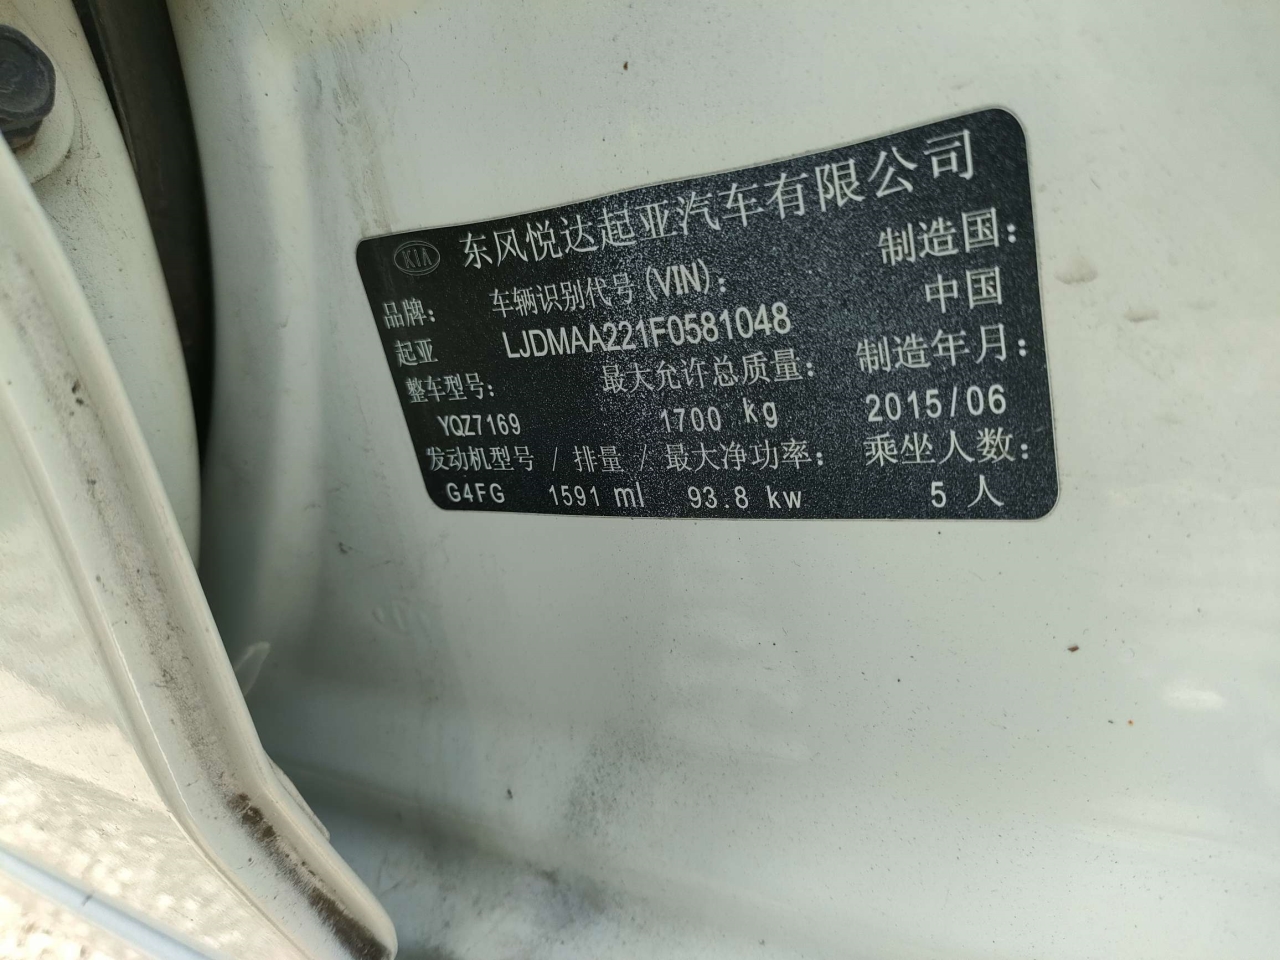 KIA 东风悦达起亚汽车有限公司
品牌： 车辆识别代号(VIN)： 制造国：
起亚 LJDMAA221F0581048 中国
整车型号： 最大允许总质量： 制造年月：
YQZ7169 1700 kg 2015/06
发动机型号 / 排量 / 最大净功率： 乘坐人数：
G4FG 1591 ml 93.8 kw 5 人